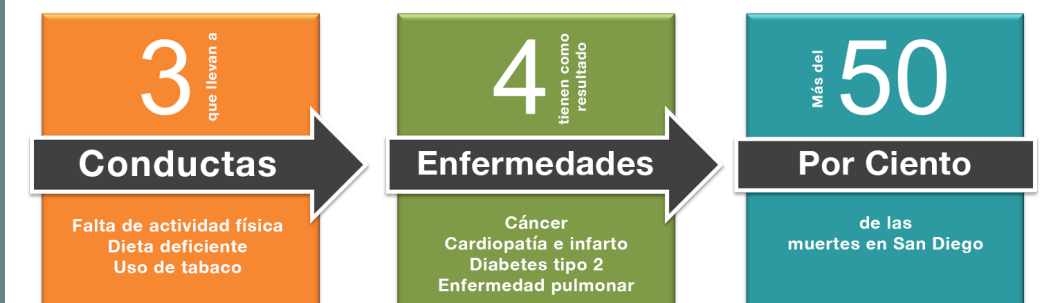 3
que llevan a
Conductas
Falta de actividad física
Dieta deficiente
Uso de tabaco
4
tienen como
resultado
Enfermedades
Cáncer
Cardiopatía e infarto
Diabetes tipo 2
Enfermedad pulmonar
Más del
50
Por Ciento
de las
muertes en San Diego